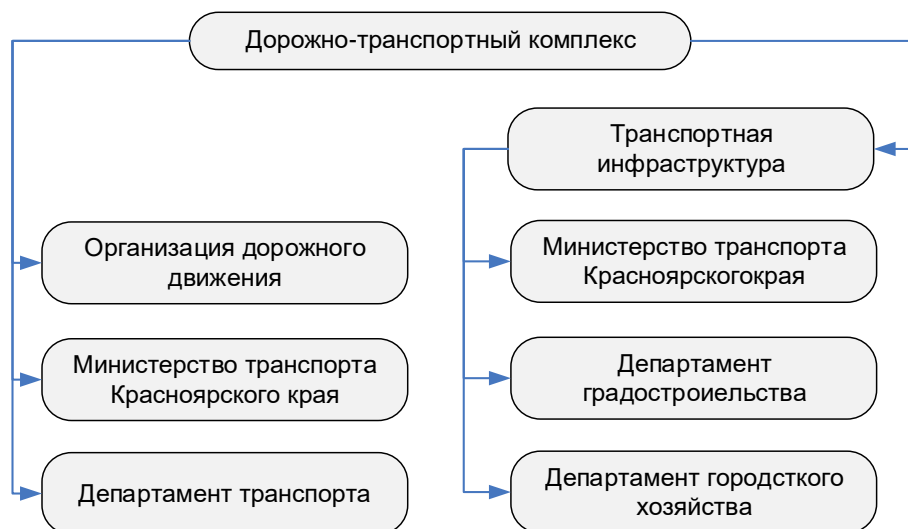 Дорожно-транспортный комплекс
Транспортная
инфраструктура
Организация дорожного
движения
Министерство транспорта
Красноярскогокрая
Министерство транспорта
Красноярского края
Департамент
градостроиельства
Департамент транспорта
Департамент городсткого
хозяйства